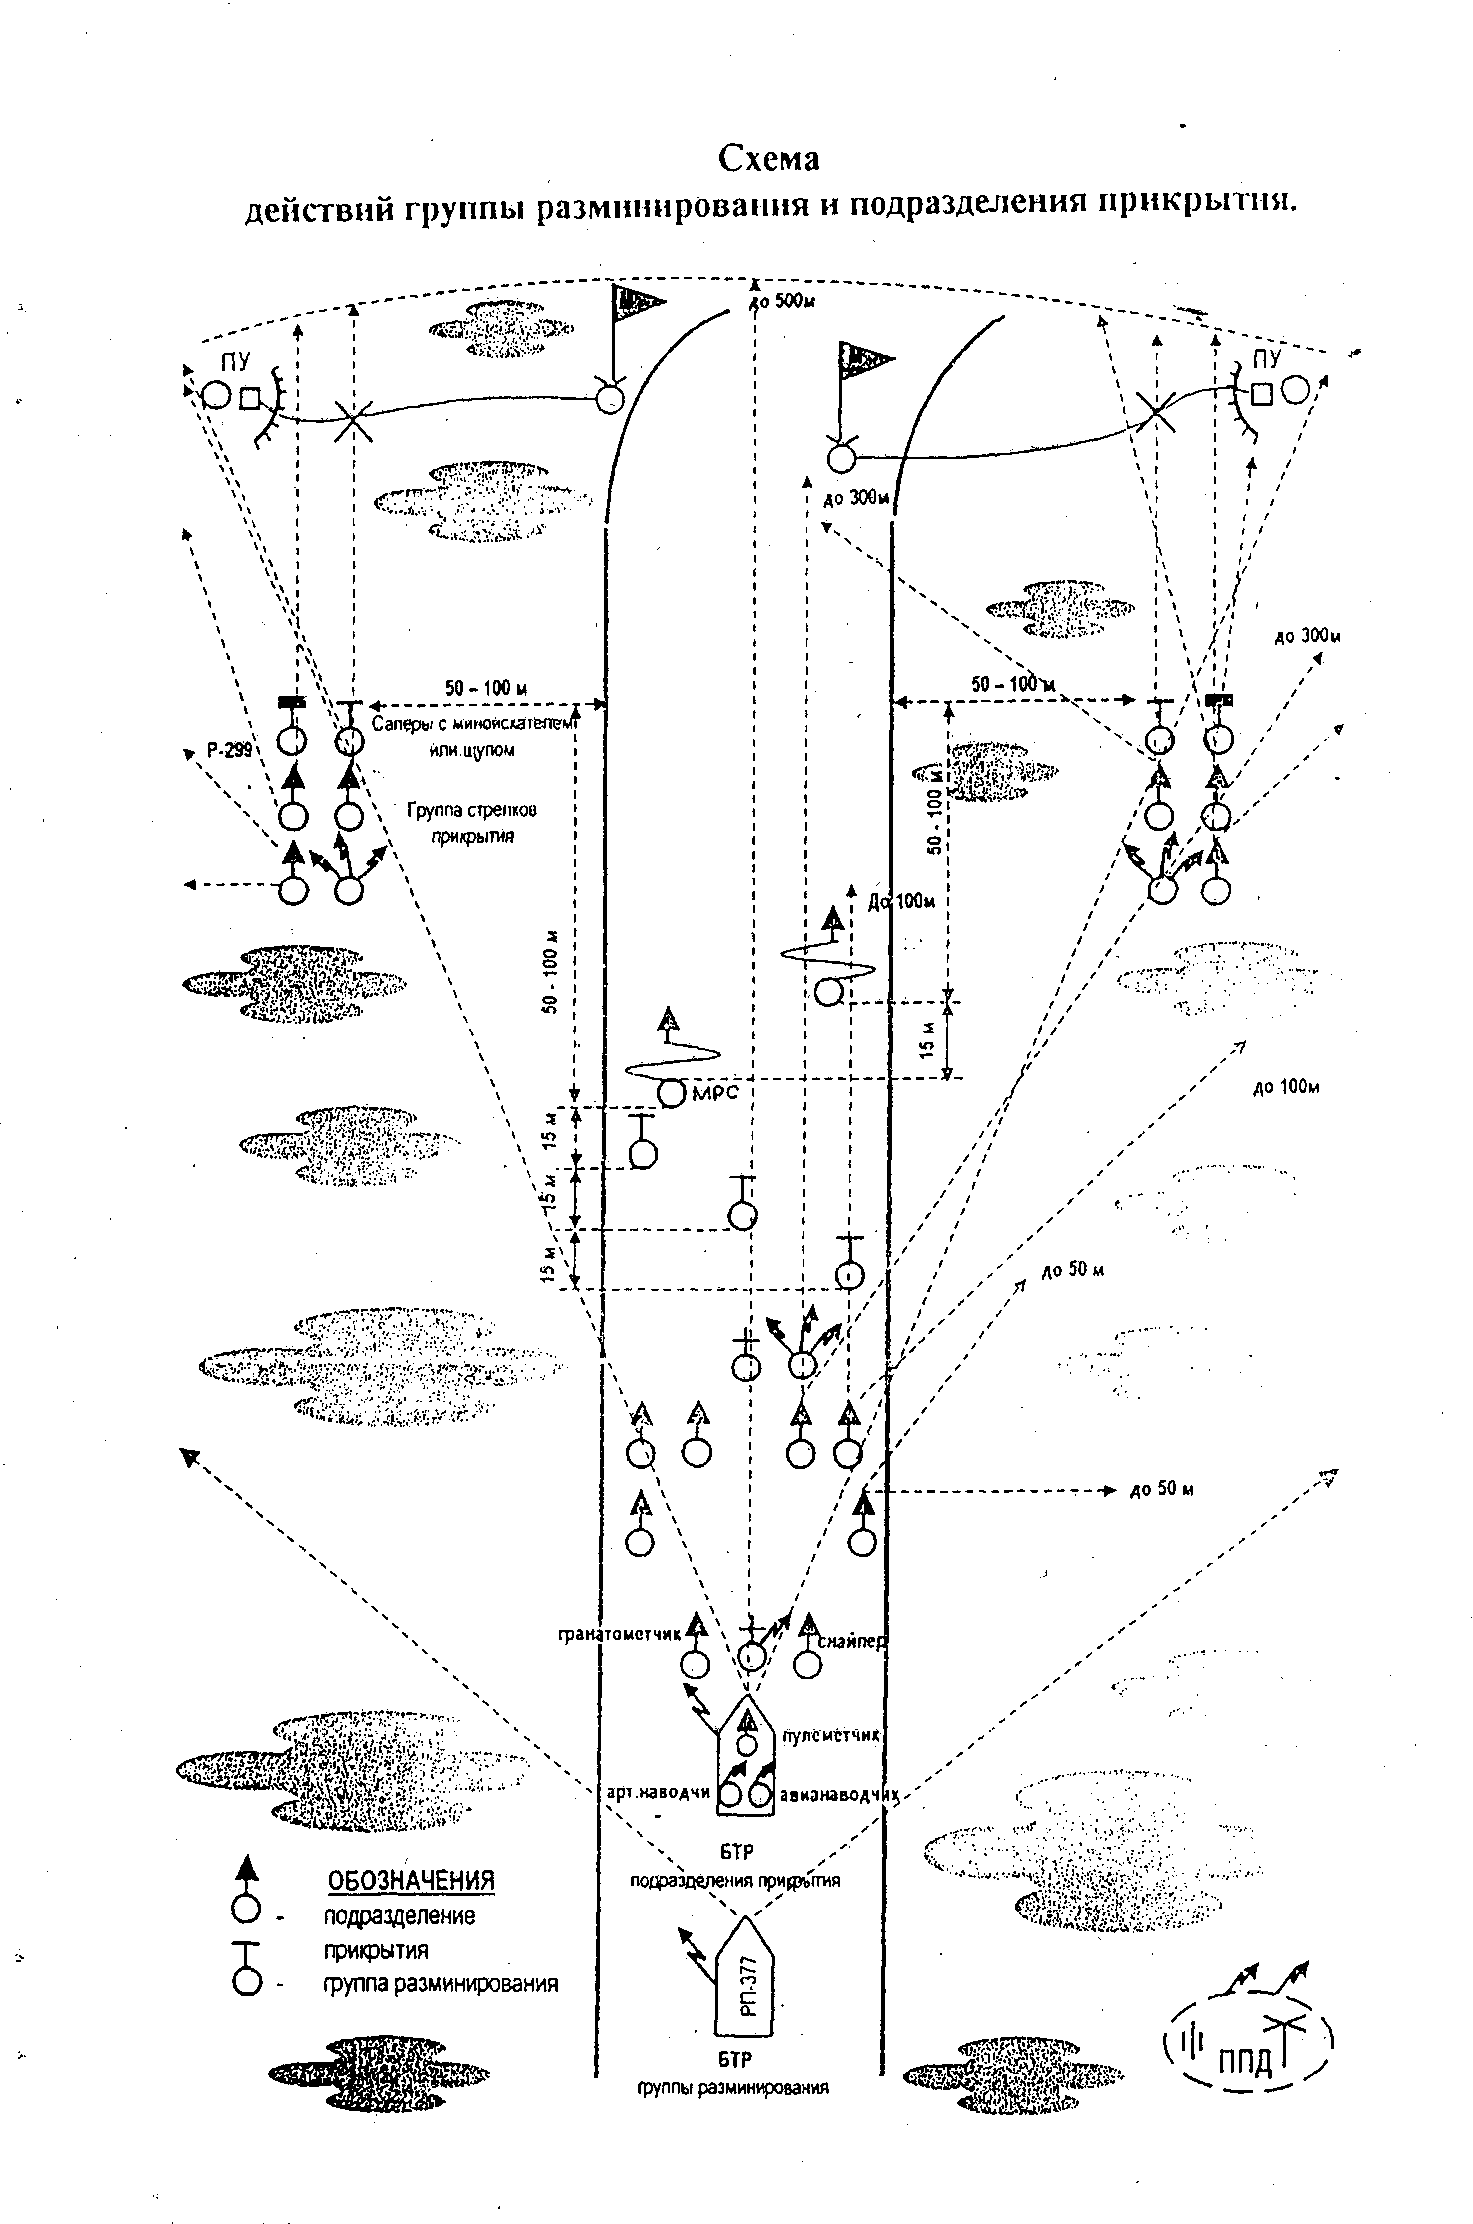 Схема
действий группы разминирования и подразделения прикрытия.
до 500м
ПУ
ПУ
до 300м
до 300м
50 – 100 м
50 – 100 м
Саперы с миноискателем
или щупом
Р-299
Группа стрелков
прикрытия
50 - 100 м
До 100м
50 - 100 м
15 м
МРС
до 100м
15 м
15 м
15 м
до 50 м
до 50 м
гранатометчик
снайпер
пулеметчик
арт.наводчи
авианаводчик
БТР
подразделения прикрытия
ОБОЗНАЧЕНИЯ
- подразделение
прикрытия
- группа разминирования
РП-377
БТР
группы разминирования
ППД